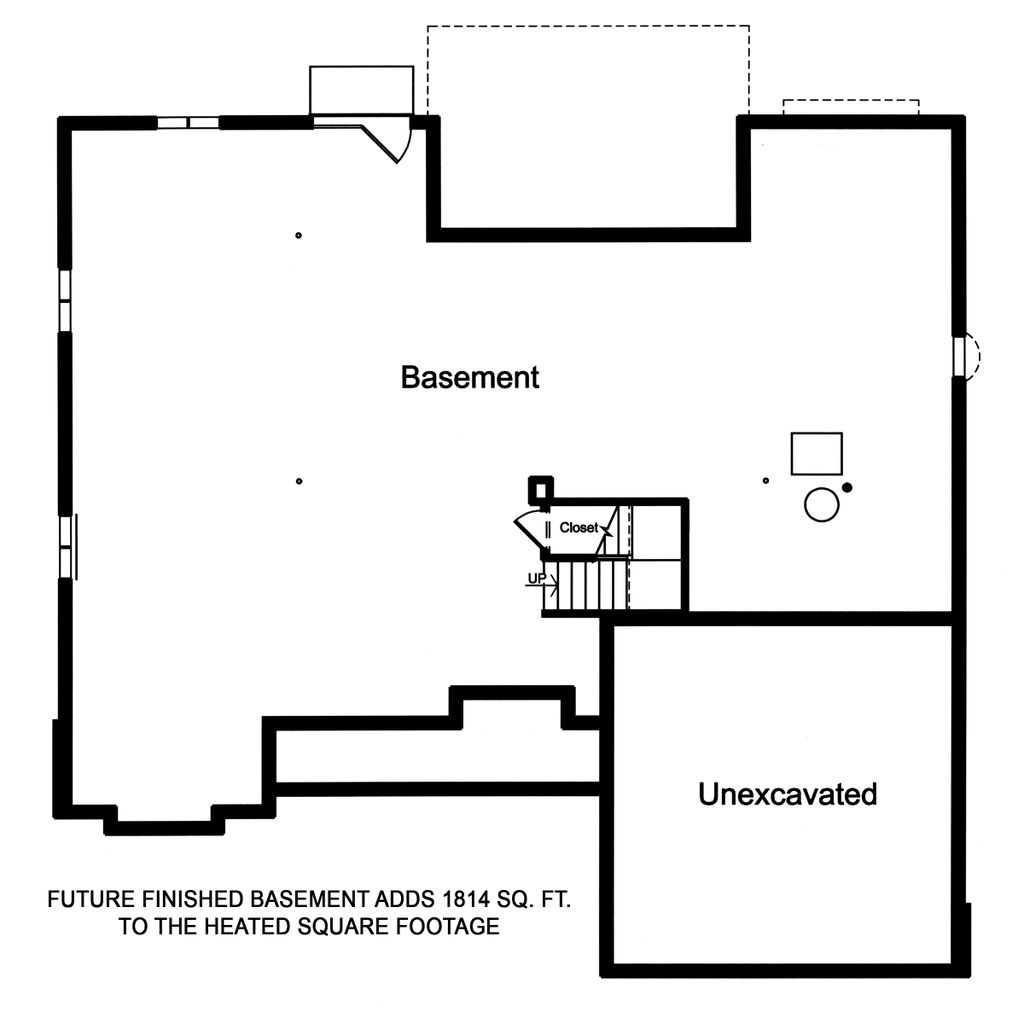 Basement
Closet
UP
Unexcavated
FUTURE FINISHED BASEMENT ADDS 1814 SQ. FT.
TO THE HEATED SQUARE FOOTAGE